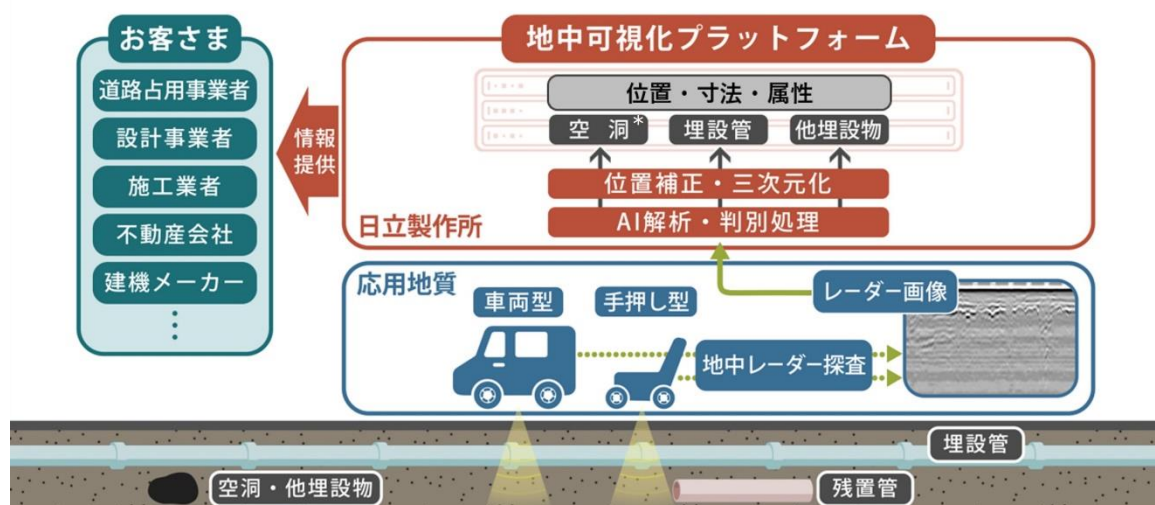 お客さま
道路占用事業者
設計事業者
施工業者
不動産会社
建機メーカー
情報
提供
地中可視化プラットフォーム
位置・寸法・属性
空 洞*
埋設管
他埋設物
位置補正・三次元化
AI解析・判別処理
日立製作所
応用地質
車両型
手押し型
レーダー画像
地中レーダー探査
埋設管
空洞・他埋設物
残置管